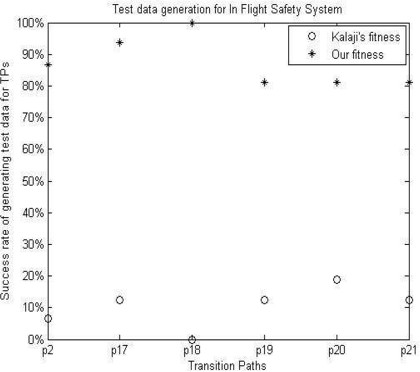 Test data generation for In Flight Safety System
Kalaji's fitness
Our fitness
Success rate of generating test data for TPs
100%
90%
80%
70%
60%
50%
40%
30%
20%
10%
0%
p2 p17 p18 p19 p20 p21
Transition Paths